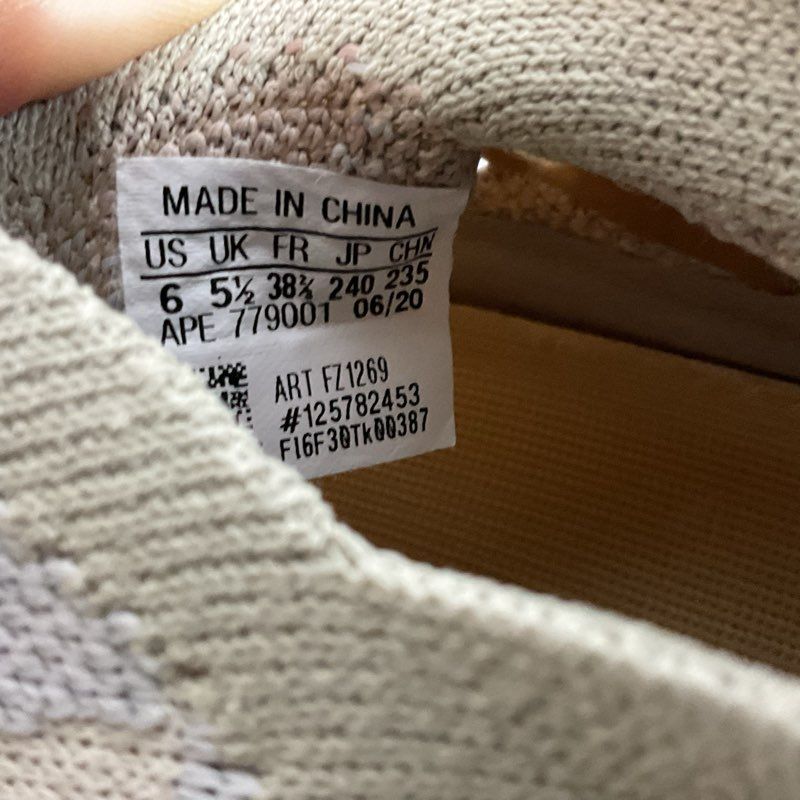 MADE IN CHINA
US UK FR JP CHN
6 5½ 38⅔ 240 235
APE 779001 06/20
ART FZ1269
#125782453
FI6F30Tk00387